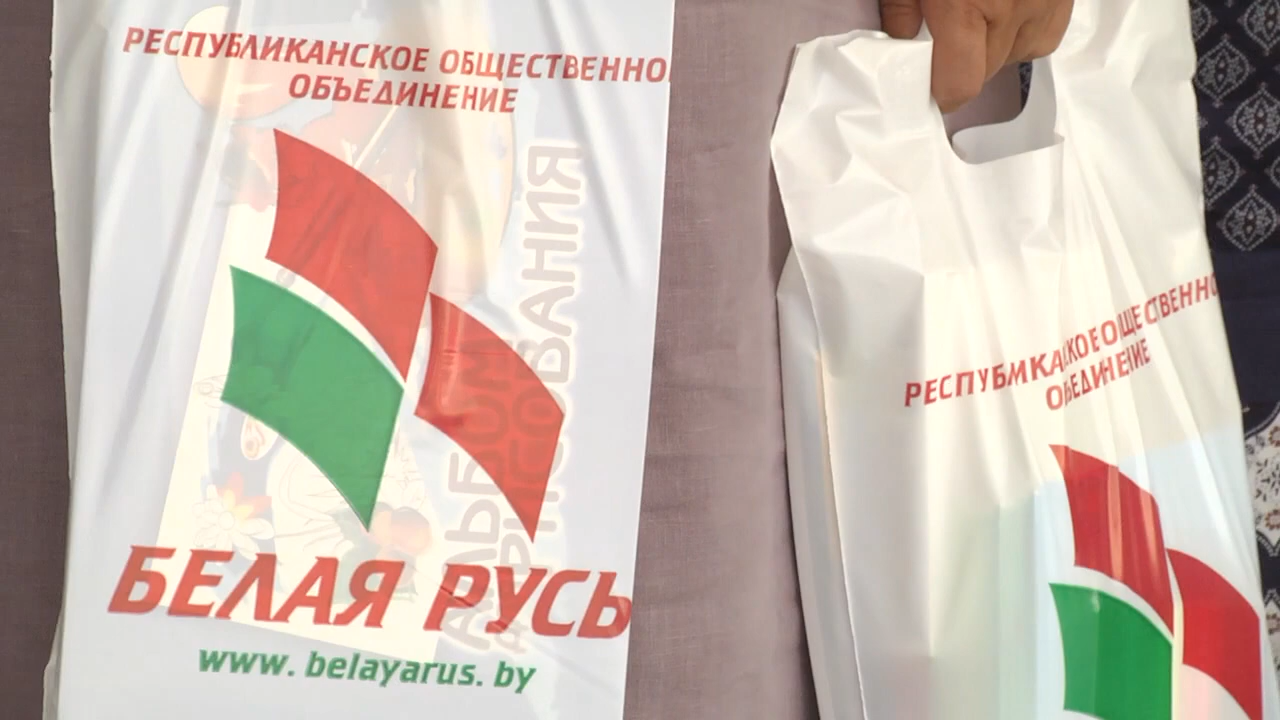 РЕСПУБЛИКАНСКОЕ ОБЩЕСТВЕННО
ОБЪЕДИНЕНИЕ
АЛЬБОМ
РИСОВАНИЯ
БЕЛАЯ РУСЬ
www. belayarus. by
РЕСПУБЛИКАНСКОЕ ОБЩЕСТВЕННО
ОБЪЕДИНЕНИЕ